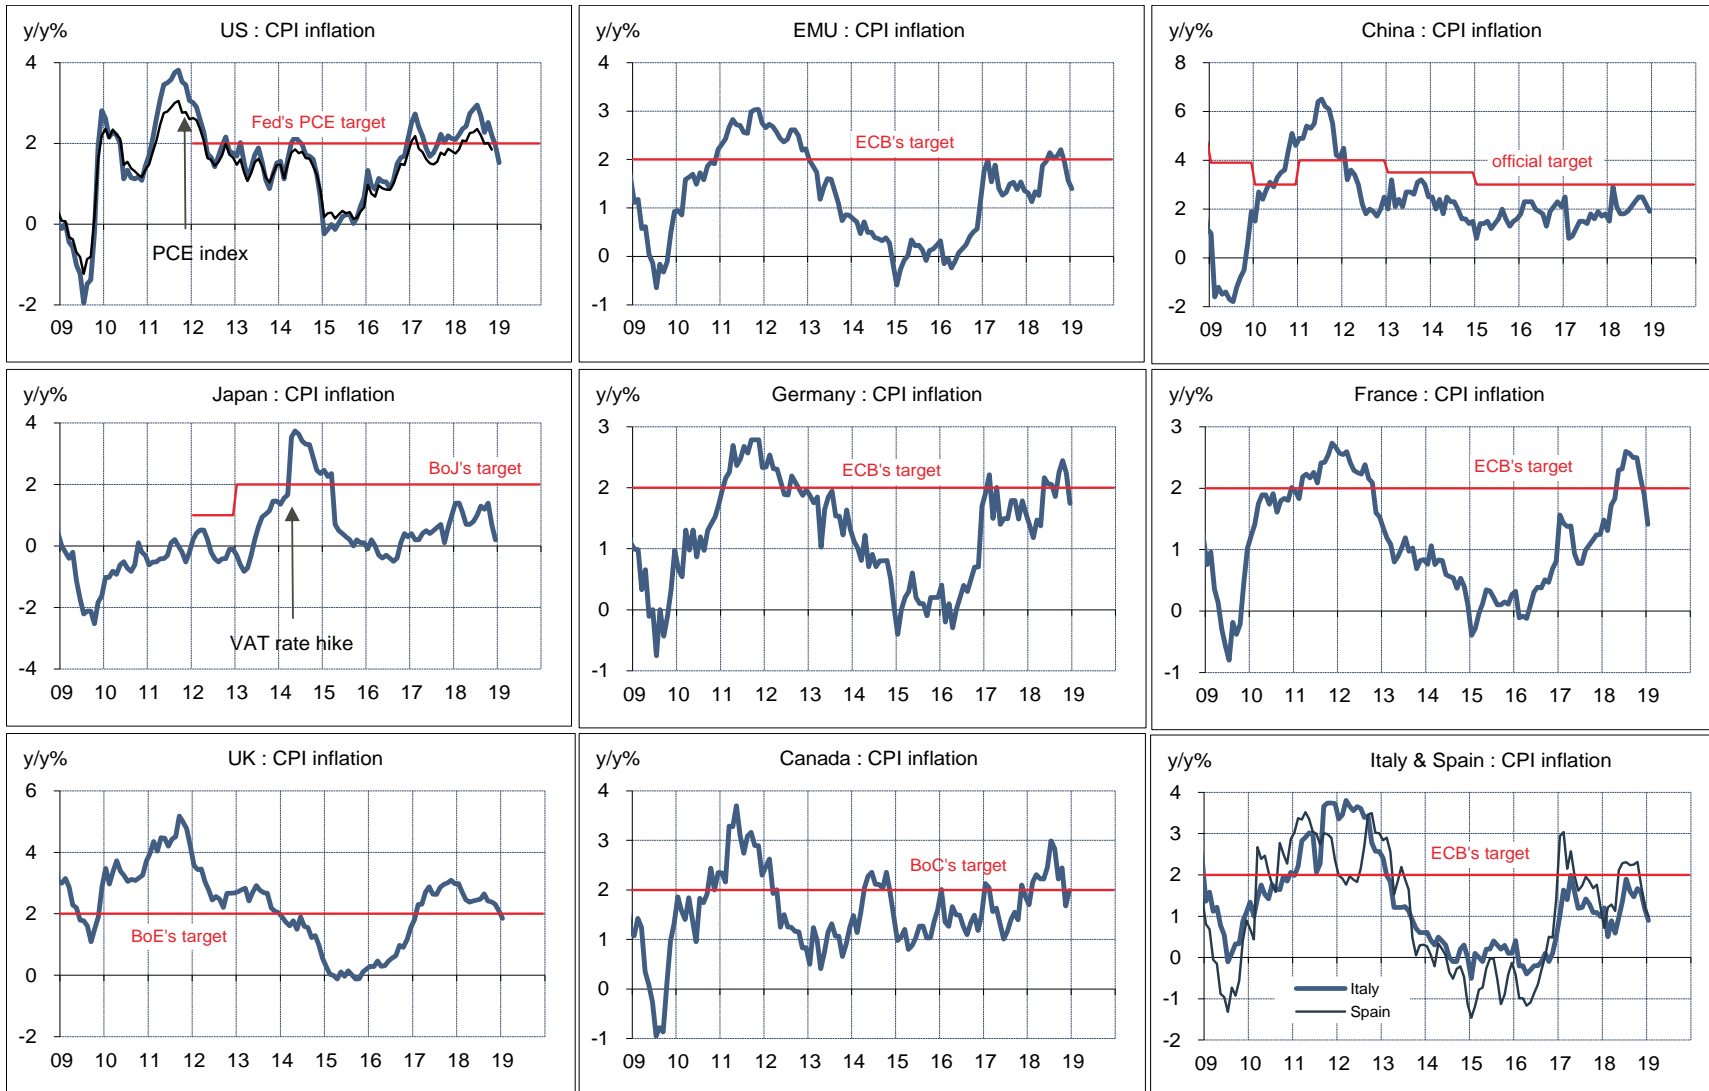 y/y% US : CPI inflation
4
Fed's PCE target
2
0
PCE index
-2
09 10 11 12 13 14 15 16 17 18 19
y/y% EMU : CPI inflation
4
3
ECB's target
2
1
0
-1
09 10 11 12 13 14 15 16 17 18 19
y/y% China : CPI inflation
8
6
official target
4
2
0
-2
09 10 11 12 13 14 15 16 17 18 19
y/y% Japan : CPI inflation
4
BoJ's target
2
0
-2
VAT rate hike
-4
09 10 11 12 13 14 15 16 17 18 19
y/y% Germany : CPI inflation
3
ECB's target
2
1
0
-1
09 10 11 12 13 14 15 16 17 18 19
y/y% France : CPI inflation
3
ECB's target
2
1
0
-1
09 10 11 12 13 14 15 16 17 18 19
y/y% UK : CPI inflation
6
4
2
BoE's target
0
-2
09 10 11 12 13 14 15 16 17 18 19
y/y% Canada : CPI inflation
4
3
BoC's target
2
1
0
-1
09 10 11 12 13 14 15 16 17 18 19
y/y% Italy & Spain : CPI inflation
4
3
ECB's target
2
1
0
Italy
-1
Spain
-2
09 10 11 12 13 14 15 16 17 18 19